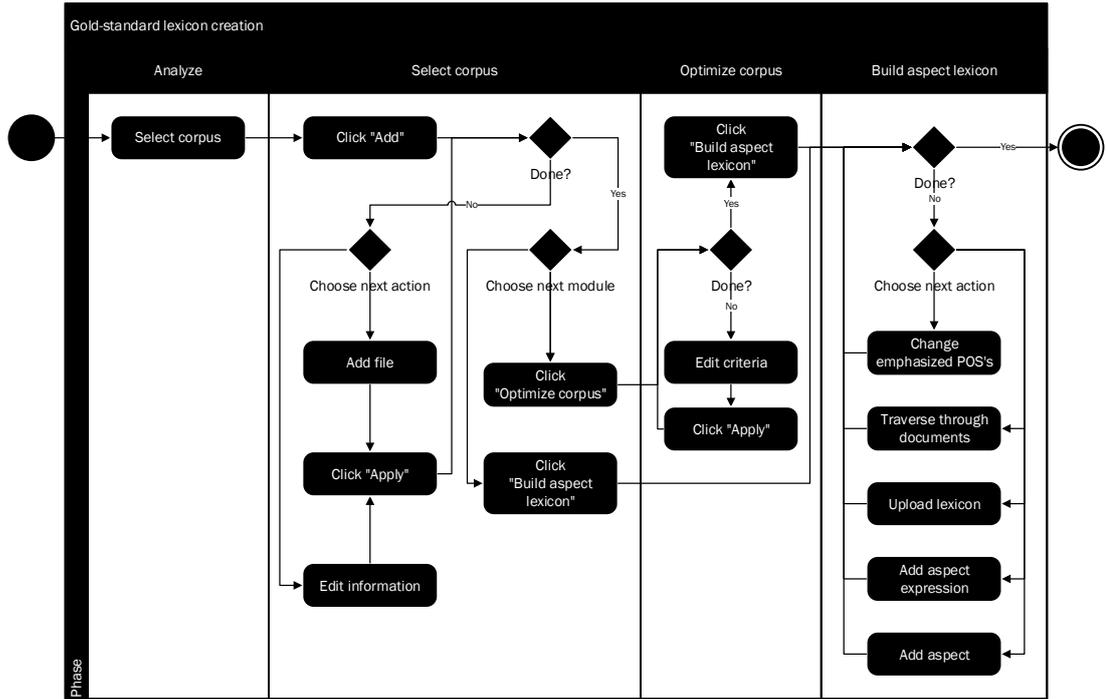 Gold-standard lexicon creation
Analyze
Select corpus
Optimize corpus
Build aspect lexicon
Select corpus
Click "Add"
Done?
Yes
No
Choose next action
Choose next module
Add file
Click
"Optimize corpus"
Click "Apply"
Click
"Build aspect
lexicon"
Edit information
Click
"Build aspect
lexicon"
Yes
Done?
No
Edit criteria
Click "Apply"
Yes
Done?
No
Choose next action
Change
emphasized POS's
Traverse through
documents
Upload lexicon
Add aspect
expression
Add aspect
Phase